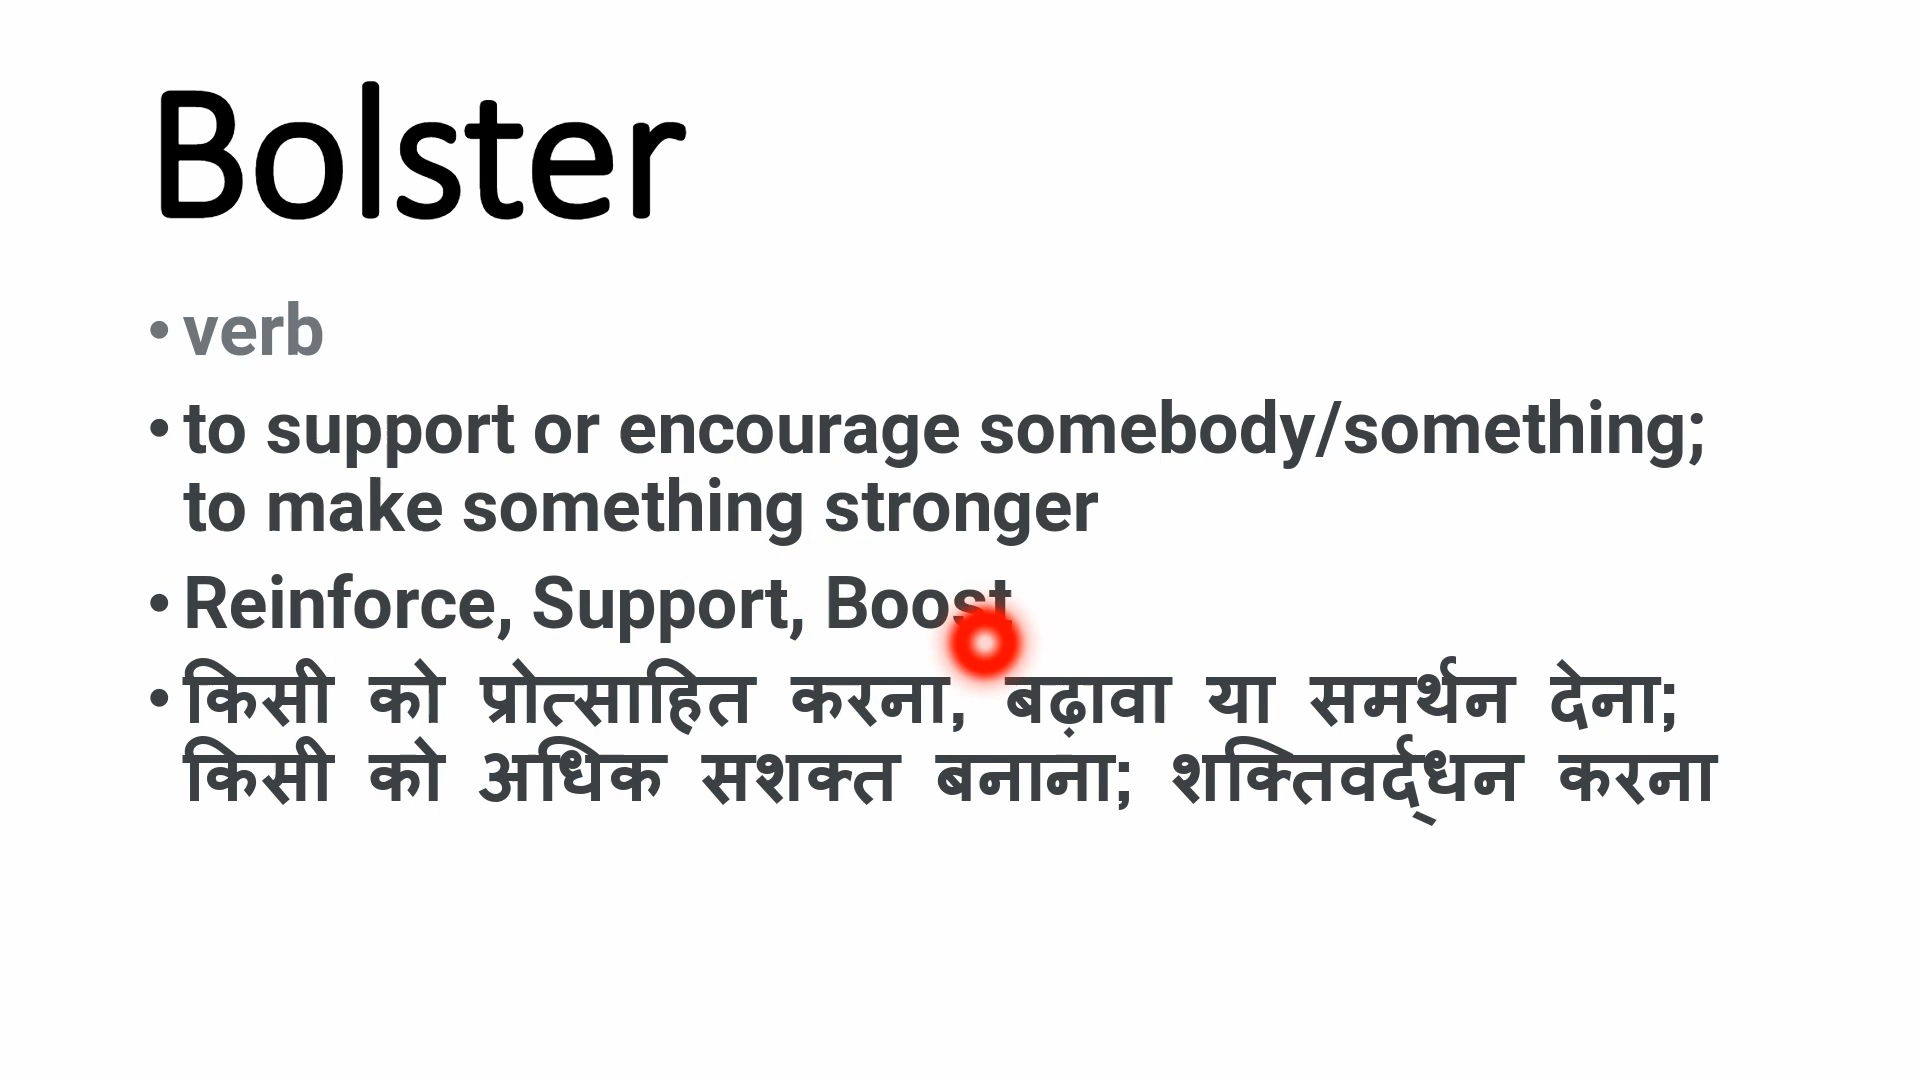 Bolster
• verb
• to support or encourage somebody/something;
to make something stronger
• Reinforce, Support, Boost
• किसी को प्रोत्साहित करना, बढ़ावा या समर्थन देना;
किसी को अधिक सशक्त बनाना; शक्तिवर्द्‌धन करना